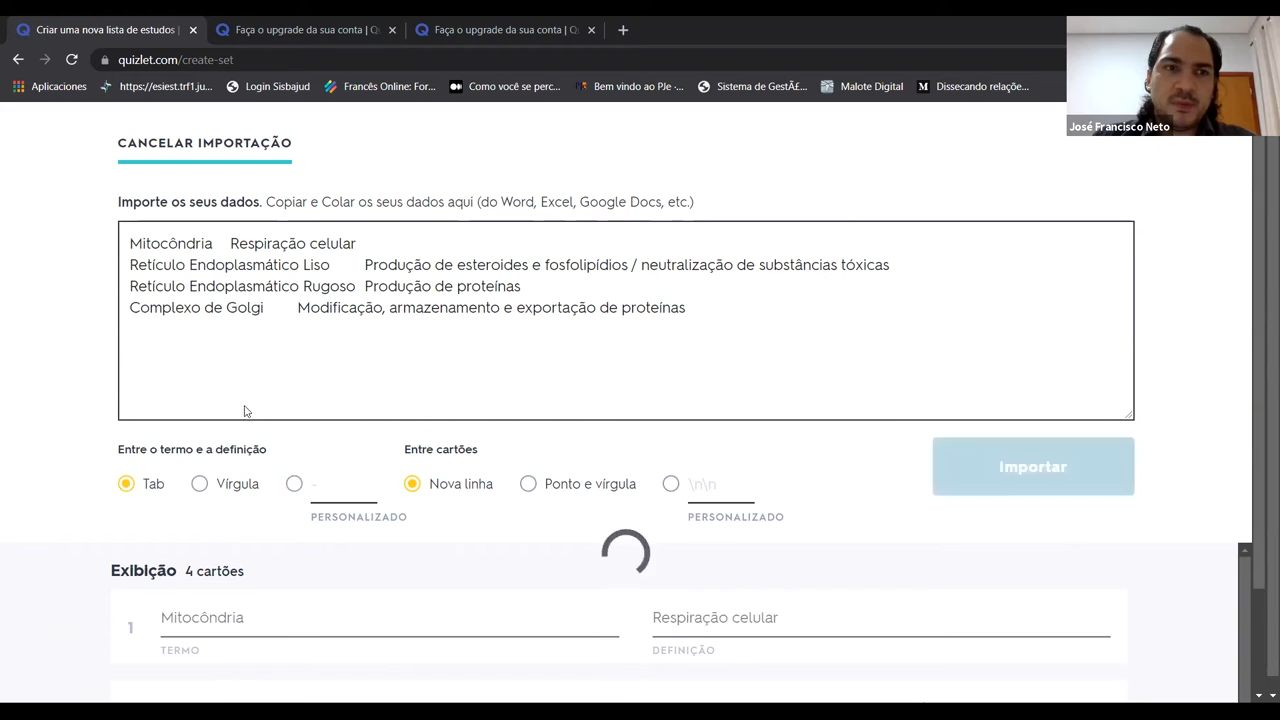 Criar uma nova lista de estudos |
Faça o upgrade da sua conta | Q
Faça o upgrade da sua conta | Q
quizlet.com/create-set
Aplicaciones
https://esiest.trf1.ju...
Login Sisbajud
Francês Online: For...
Como você se perc...
Bem vindo ao PJe -...
Sistema de GestÃ£...
Malote Digital
M
Dissecando relaçõe...
José Francisco Neto
CANCELAR IMPORTAÇÃO
Importe os seus dados. Copiar e Colar os seus dados aqui (do Word, Excel, Google Docs, etc.)
Mitocôndria Respiração celular
Retículo Endoplasmático Liso Produção de esteroides e fosfolipídios / neutralização de substâncias tóxicas
Retículo Endoplasmático Rugoso Produção de proteínas
Complexo de Golgi Modificação, armazenamento e exportação de proteínas
Entre o termo e a definição
Entre cartões
Tab
Vírgula
-
PERSONALIZADO
Nova linha
Ponto e vírgula
\n\n
PERSONALIZADO
Importar
Exibição 4 cartões
1
Mitocôndria
TERMO
Respiração celular
DEFINIÇÃO